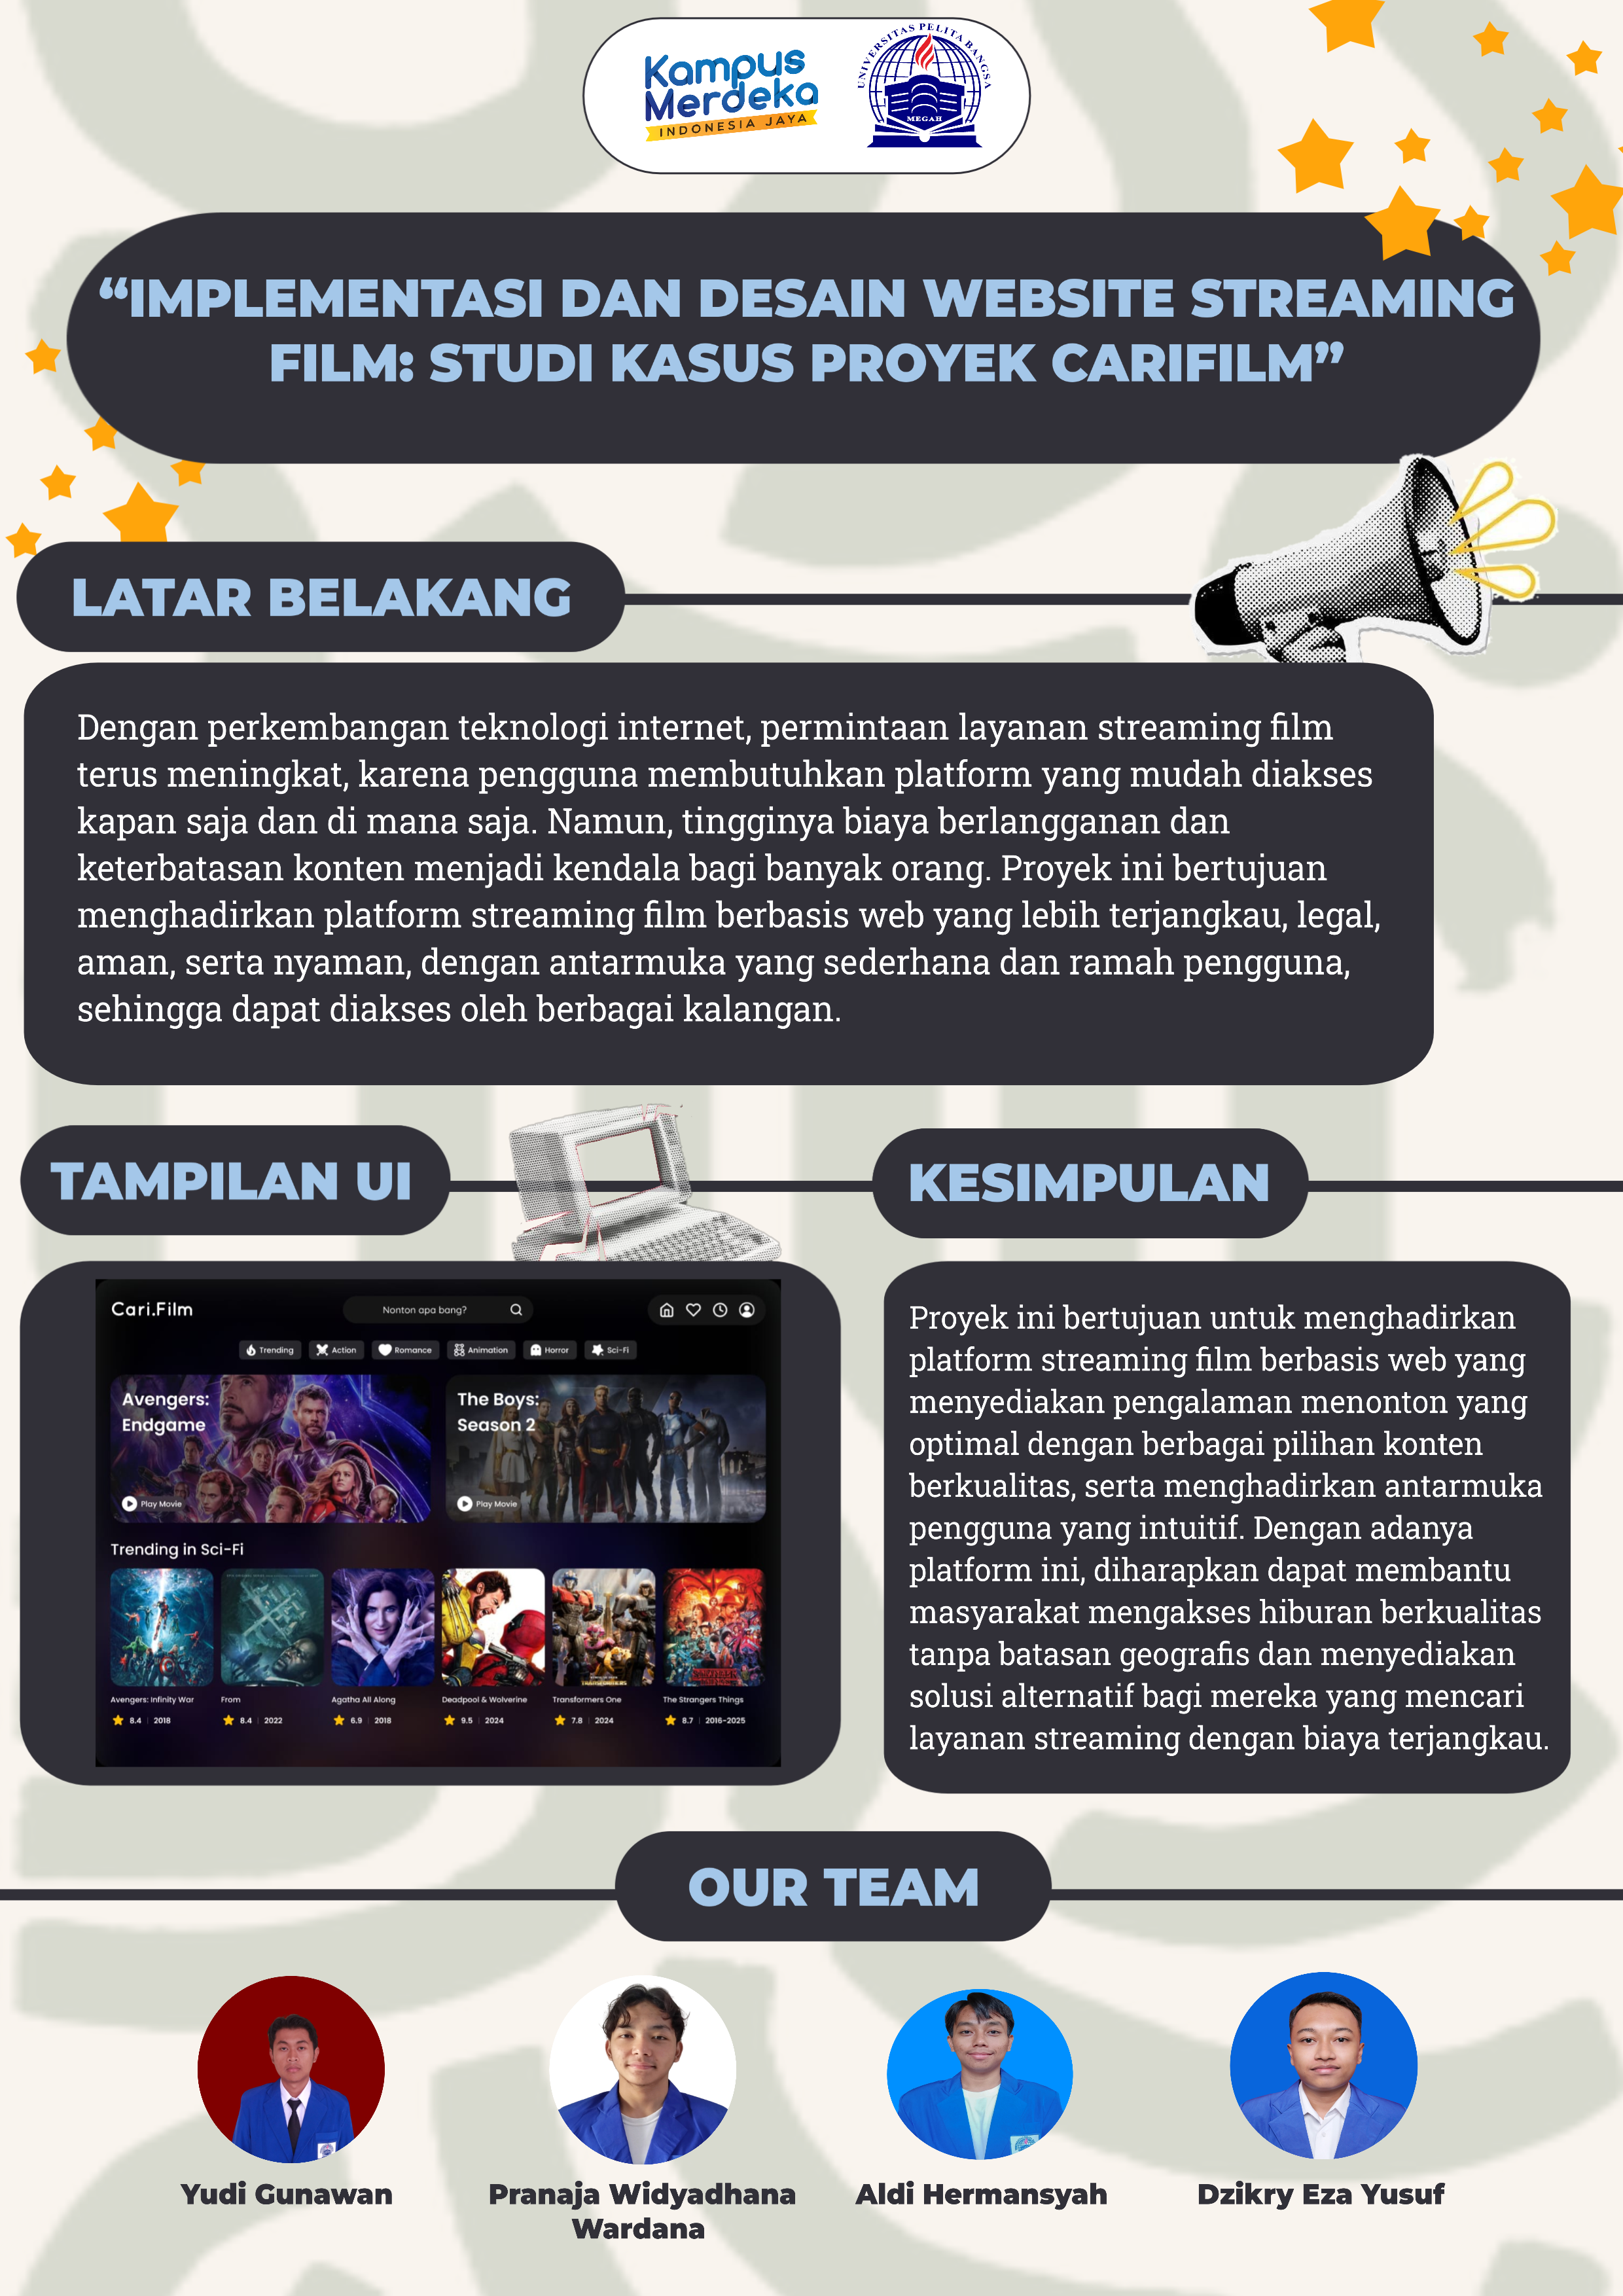 Kampus
Merdeka
INDONESIA JAYA
UNIVERSITAS PELITA BANGSA
MEGAH
“IMPLEMENTASI DAN DESAIN WEBSITE STREAMING
FILM: STUDI KASUS PROYEK CARIFILM”
LATAR BELAKANG
Dengan perkembangan teknologi internet, permintaan layanan streaming film
terus meningkat, karena pengguna membutuhkan platform yang mudah diakses
kapan saja dan di mana saja. Namun, tingginya biaya berlangganan dan
keterbatasan konten menjadi kendala bagi banyak orang. Proyek ini bertujuan
menghadirkan platform streaming film berbasis web yang lebih terjangkau, legal,
aman, serta nyaman, dengan antarmuka yang sederhana dan ramah pengguna,
sehingga dapat diakses oleh berbagai kalangan.
TAMPILAN UI
Cari.Film
Nonton apa bang?
Trending Action Romance Animation Horror Sci-Fi
Avengers:
Endgame
Play Movie
The Boys:
Season 2
Play Movie
Trending in Sci-Fi
Avengers: Infinity War From Agatha All Along Deadpool & Wolverine Transformers One The Strangers Things
8.4 | 2018 8.4 | 2022 6.9 | 2018 9.5 | 2024 7.8 | 2024 8.7 | 2016-2025
KESIMPULAN
Proyek ini bertujuan untuk menghadirkan
platform streaming film berbasis web yang
menyediakan pengalaman menonton yang
optimal dengan berbagai pilihan konten
berkualitas, serta menghadirkan antarmuka
pengguna yang intuitif. Dengan adanya
platform ini, diharapkan dapat membantu
masyarakat mengakses hiburan berkualitas
tanpa batasan geografis dan menyediakan
solusi alternatif bagi mereka yang mencari
layanan streaming dengan biaya terjangkau.
OUR TEAM
Yudi Gunawan
Pranaja Widyadhana
Wardana
Aldi Hermansyah
Dzikry Eza Yusuf